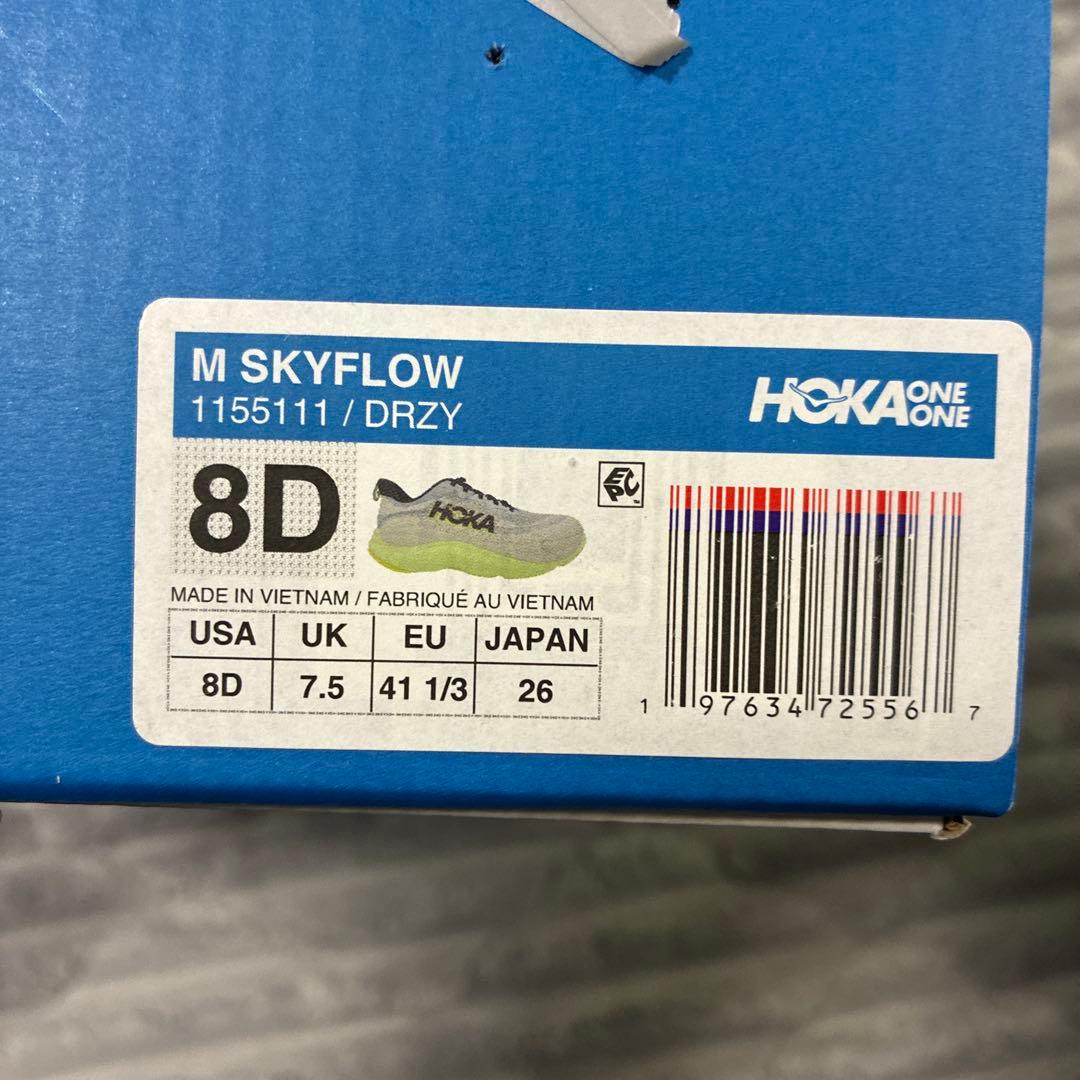 M SKYFLOW
1155111 / DRZY
HOKA ONE ONE
8D
HOKA
EPC
MADE IN VIETNAM / FABRIQUÉ AU VIETNAM
USA UK EU JAPAN
8D 7.5 41 1/3 26
1 97634 72556 7